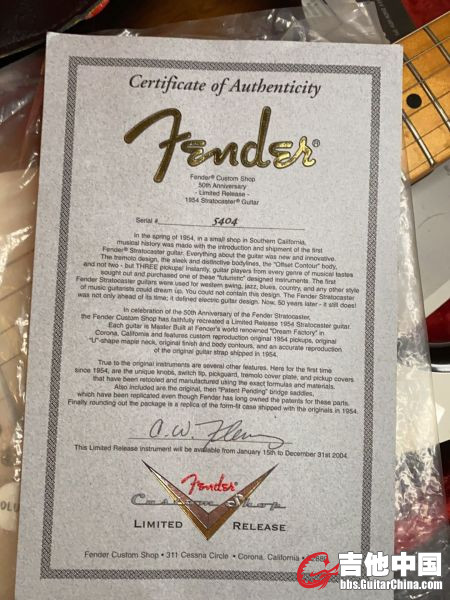 Certificate of Authenticity
Fender®
Fender® Custom Shop
50th Anniversary
- Limited Release -
1954 Stratocaster® Guitar
Serial # 5404
In the spring of 1954, in a small shop in Southern California,
musical history was made with the introduction and shipment of the first
Fender® Stratocaster guitar. Everything about the guitar was new and innovative.
The tremolo design, the sleek and distinctive bodylines, the "Offset Contour" body,
and not two - but THREE pickups! Instantly, guitar players from every genre of musical tastes
sought out and purchased one of these "futuristic" designed instruments. The first
Fender Stratocaster guitars were used for western swing, jazz, blues, country, and any other style
of music guitarists could dream up. You could not contain this design. The Fender Stratocaster
was not only ahead of its time; it defined electric guitar design. Now, 50 years later - it still does!
In celebration of the 50th Anniversary of the Fender Stratocaster,
the Fender Custom Shop has faithfully recreated a Limited Release 1954 Stratocaster guitar
Each guitar is Master Built at Fender's world renowned "Dream Factory" in
Corona, California and features custom reproduction original 1954 pickups, original
"U"-shape maple neck, original finish and body contours, and an accurate reproduction
of the original guitar strap shipped in 1954.
True to the original instruments are several other features. Here for the first time
since 1954, are the unique knobs, switch tip, pickguard, tremolo cover plate, and pickup covers
that have been retooled and manufactured using the exact formulas and materials.
Also included are the original, then "Patent Pending" bridge saddles,
which have been replicated even though Fender has long owned the patents for these parts.
Finally rounding out the package is a replica of the form-fit case shipped with the originals in 1954.
This Limited Release instrument will be available from January 15th to December 31st 2004.
Fender
Custom Shop
LIMITED RELEASE
Fender Custom Shop • 311 Cessna Circle • Corona, California •
吉他中国
bbs.GuitarChina.com